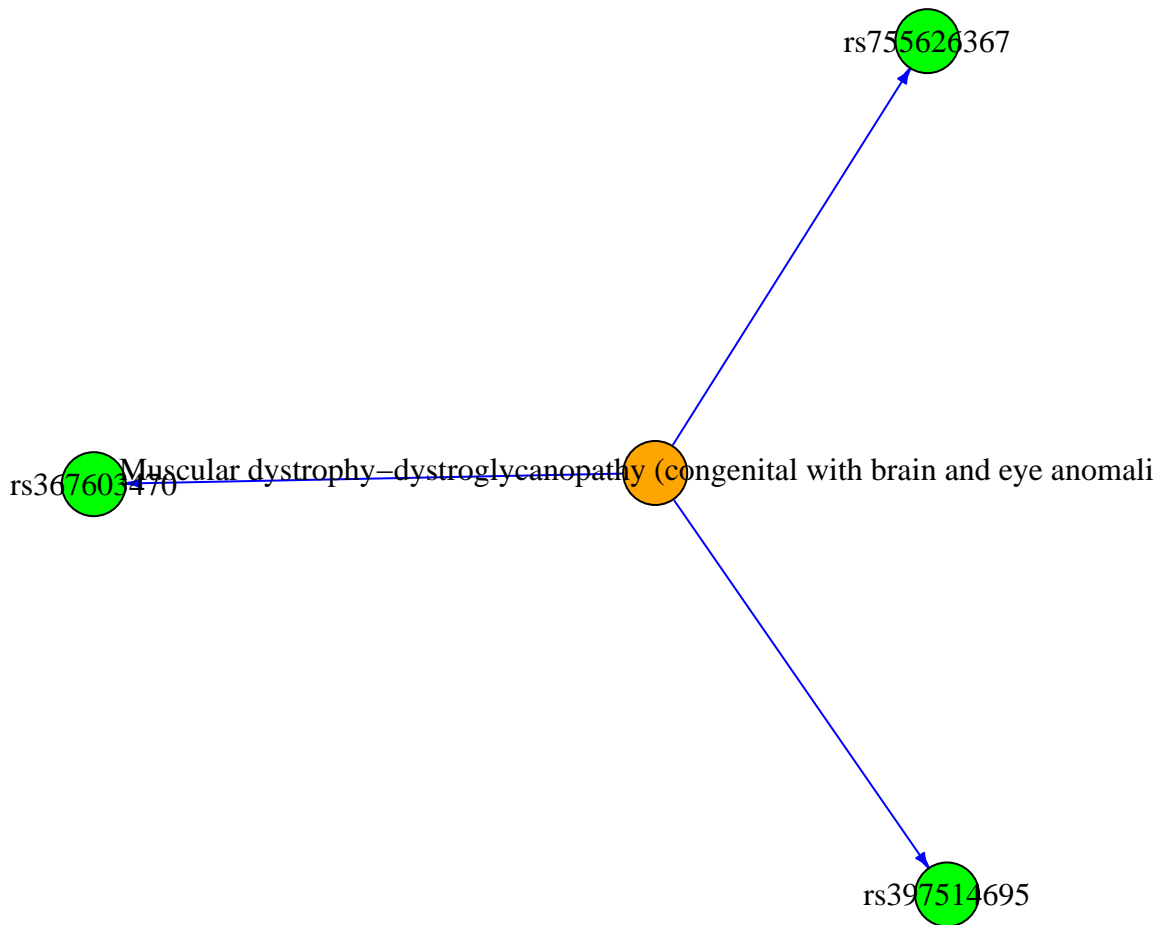 rs755626367
Muscular dystrophy−dystroglycanopathy (congenital with brain and eye anomali
rs367603470
rs397514695